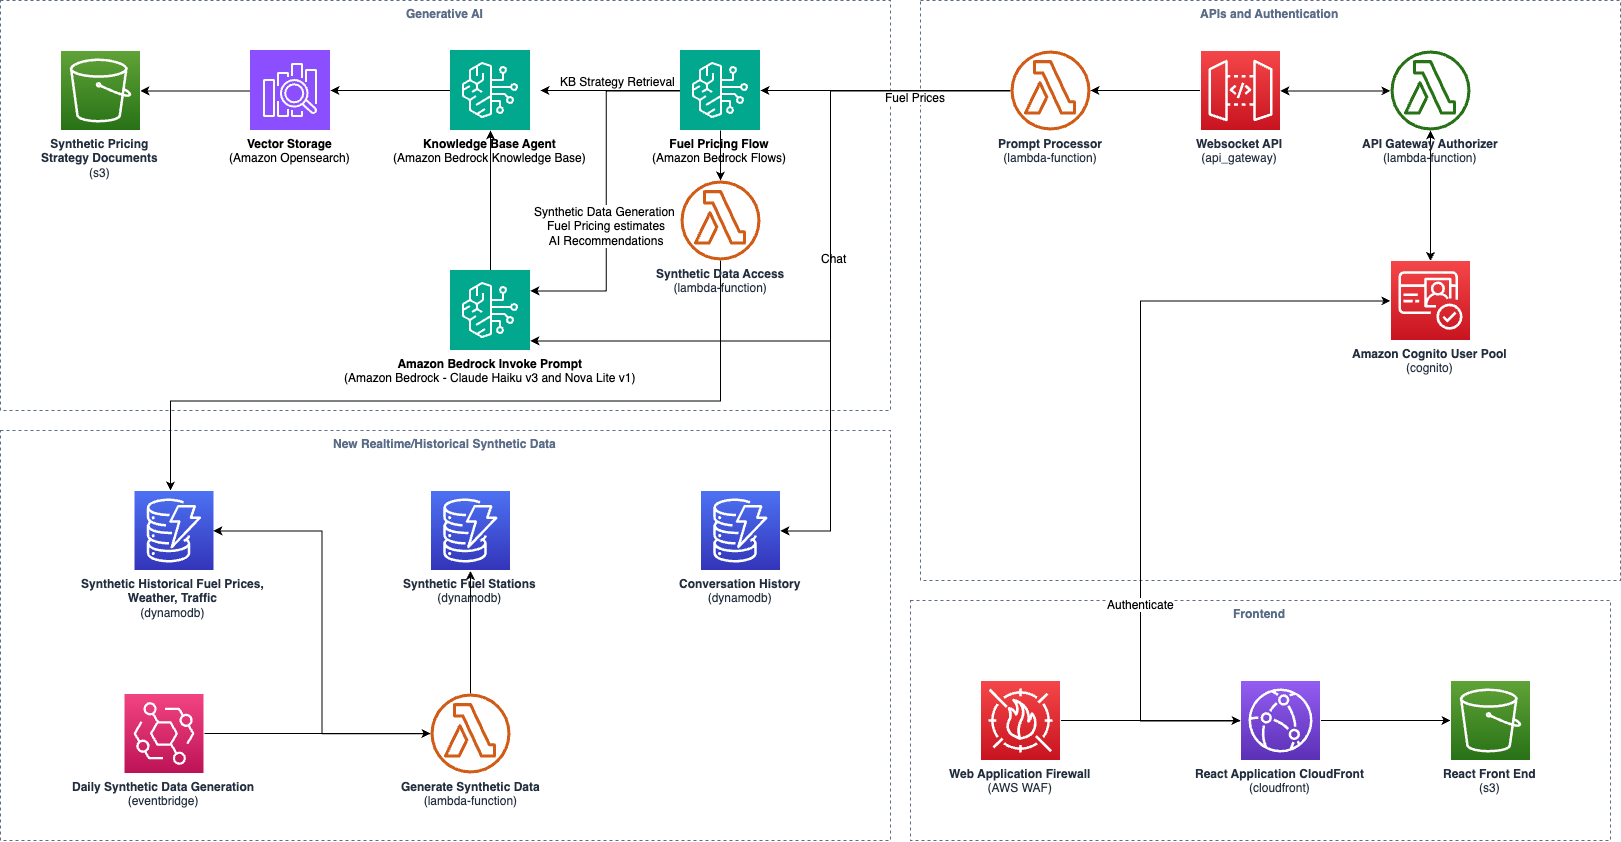 Generative AI
APIs and Authentication
KB Strategy Retrieval
Fuel Prices
Synthetic Pricing
Strategy Documents
(s3)
Vector Storage
(Amazon Opensearch)
Knowledge Base Agent
(Amazon Bedrock Knowledge Base)
Fuel Pricing Flow
(Amazon Bedrock Flows)
Prompt Processor
(lambda-function)
Websocket API
(api_gateway)
API Gateway Authorizer
(lambda-function)
Synthetic Data Generation
Fuel Pricing estimates
AI Recommendations
Synthetic Data Access
(lambda-function)
Chat
Amazon Bedrock Invoke Prompt
(Amazon Bedrock - Claude Haiku v3 and Nova Lite v1)
Amazon Cognito User Pool
(cognito)
New Realtime/Historical Synthetic Data
Synthetic Historical Fuel Prices,
Weather, Traffic
(dynamodb)
Synthetic Fuel Stations
(dynamodb)
Conversation History
(dynamodb)
Daily Synthetic Data Generation
(eventbridge)
Generate Synthetic Data
(lambda-function)
Authenticate
Frontend
Web Application Firewall
(AWS WAF)
React Application CloudFront
(cloudfront)
React Front End
(s3)